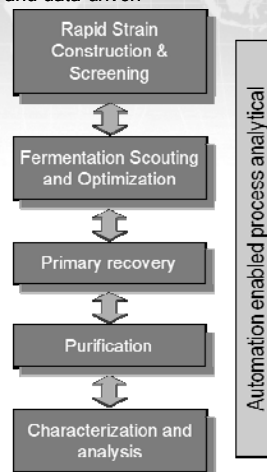 and data-driven
Rapid Strain
Construction &
Screening
Fermentation Scouting
and Optimization
Primary recovery
Purification
Characterization and
analysis
Automation enabled process analytical